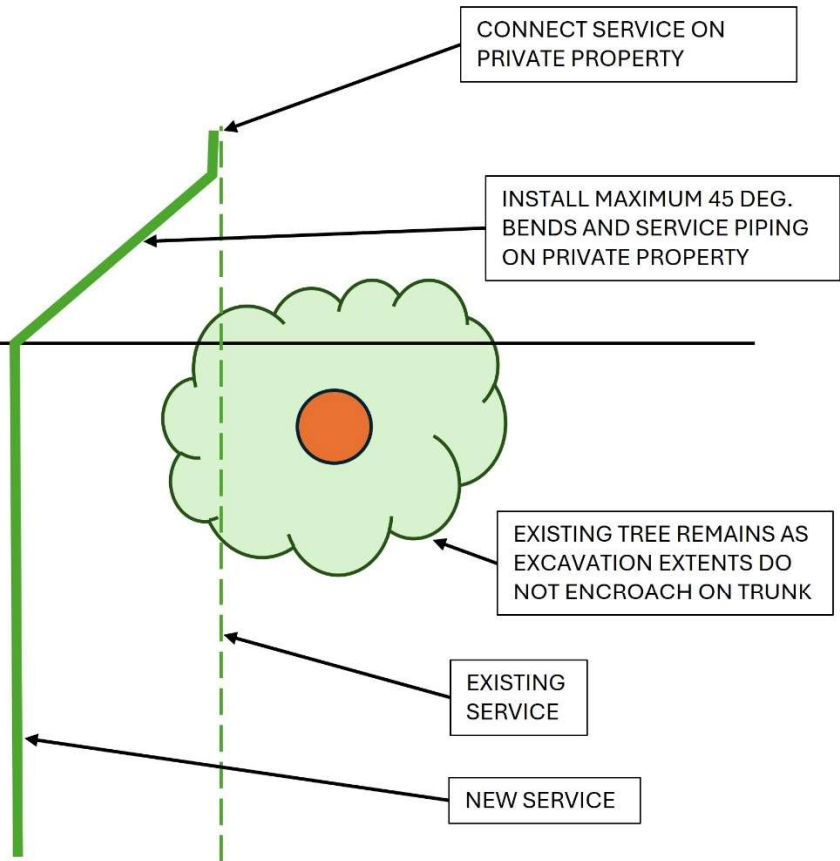 CONNECT SERVICE ON
PRIVATE PROPERTY
INSTALL MAXIMUM 45 DEG.
BENDS AND SERVICE PIPING
ON PRIVATE PROPERTY
EXISTING TREE REMAINS AS
EXCAVATION EXTENTS DO
NOT ENCROACH ON TRUNK
EXISTING
SERVICE
NEW SERVICE